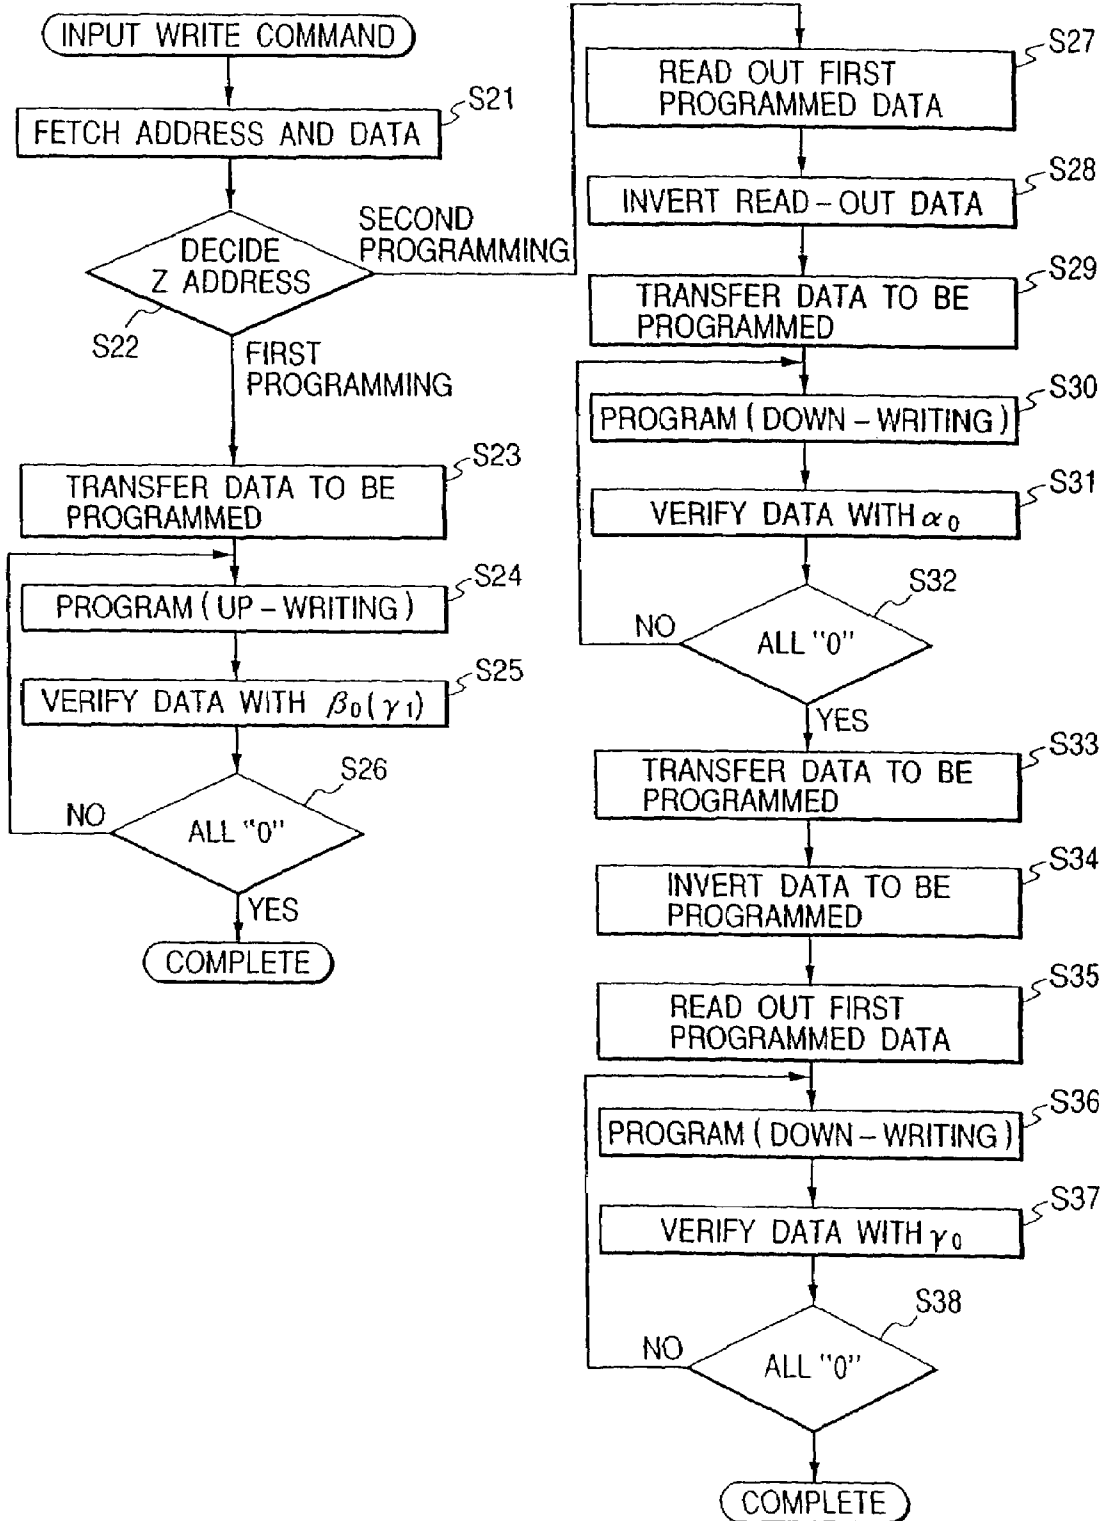 INPUT WRITE COMMAND
S21
FETCH ADDRESS AND DATA
DECIDE
Z ADDRESS
S22
SECOND
PROGRAMMING
FIRST
PROGRAMMING
S23
TRANSFER DATA TO BE
PROGRAMMED
S24
PROGRAM (UP-WRITING)
S25
VERIFY DATA WITH β0(γ1)
S26
ALL "0"
NO
YES
COMPLETE
S27
READ OUT FIRST
PROGRAMMED DATA
S28
INVERT READ-OUT DATA
S29
TRANSFER DATA TO BE
PROGRAMMED
S30
PROGRAM (DOWN-WRITING)
S31
VERIFY DATA WITH α0
S32
ALL "0"
NO
YES
S33
TRANSFER DATA TO BE
PROGRAMMED
S34
INVERT DATA TO BE
PROGRAMMED
S35
READ OUT FIRST
PROGRAMMED DATA
S36
PROGRAM (DOWN-WRITING)
S37
VERIFY DATA WITH γ0
S38
ALL "0"
NO
COMPLETE